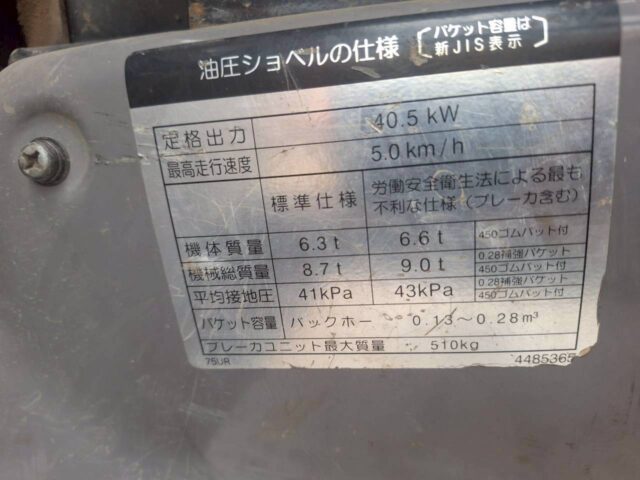 油圧ショベルの仕様 〔バケット容量は
新JIS表示〕
定格出力 40.5 kW
最高走行速度 5.0 km/h
標準仕様 労働安全衛生法による最も
不利な仕様(ブレーカ含む)
機体質量 6.3 t 6.6 t 450ゴムパット付
機械総質量 8.7 t 9.0 t 0.28補強バケット
450ゴムパット付
平均接地圧 41kPa 43kPa 0.28補強バケット
450ゴムパット付
バケット容量 バックホー 0.13～0.28m³
ブレーカユニット最大質量 510kg
75UR 4485365